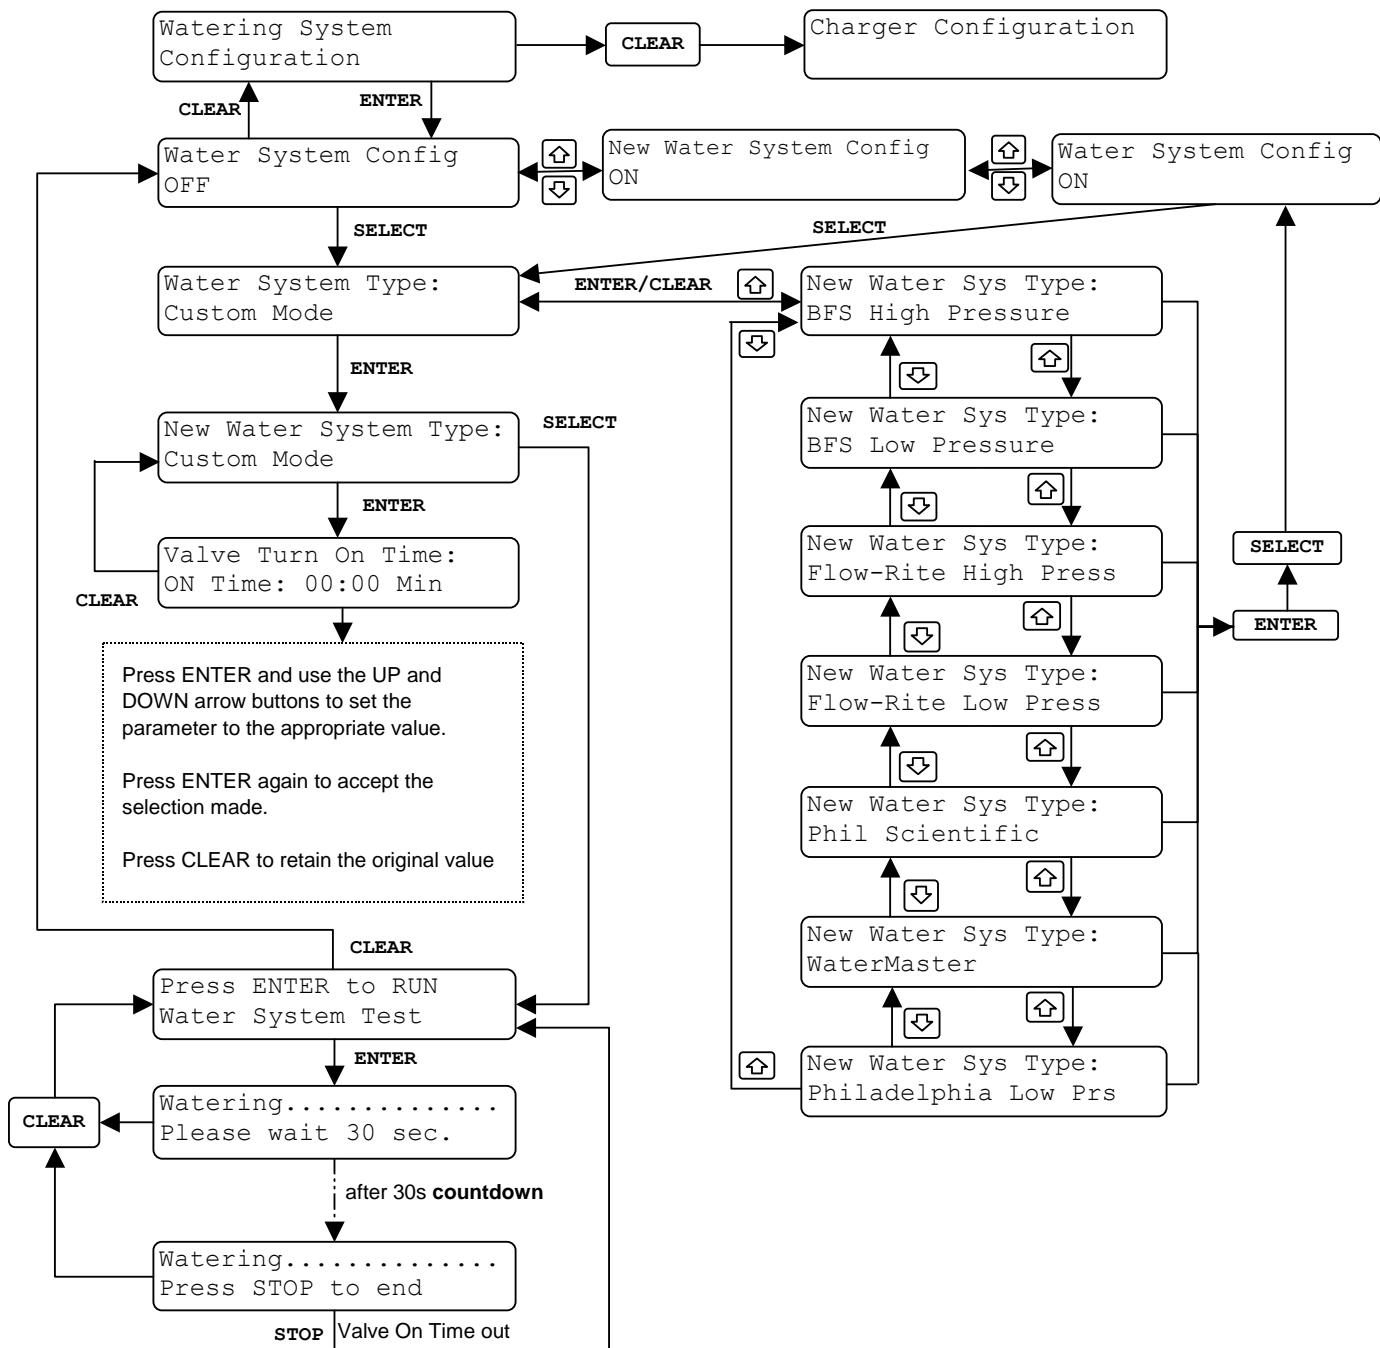 Watering System
Configuration
CLEAR
Charger Configuration
CLEAR
ENTER
Water System Config
OFF
New Water System Config
ON
Water System Config
ON
SELECT
SELECT
Water System Type:
Custom Mode
ENTER/CLEAR
New Water Sys Type:
BFS High Pressure
ENTER
New Water System Type:
Custom Mode
SELECT
New Water Sys Type:
BFS Low Pressure
ENTER
Valve Turn On Time:
ON Time: 00:00 Min
CLEAR
New Water Sys Type:
Flow-Rite High Press
SELECT
ENTER
Press ENTER and use the UP and
DOWN arrow buttons to set the
parameter to the appropriate value.
Press ENTER again to accept the
selection made.
Press CLEAR to retain the original value
New Water Sys Type:
Flow-Rite Low Press
New Water Sys Type:
Phil Scientific
CLEAR
Press ENTER to RUN
Water System Test
New Water Sys Type:
WaterMaster
ENTER
New Water Sys Type:
Philadelphia Low Prs
Watering..............
Please wait 30 sec.
CLEAR
after 30s countdown
Watering..............
Press STOP to end
STOP
Valve On Time out